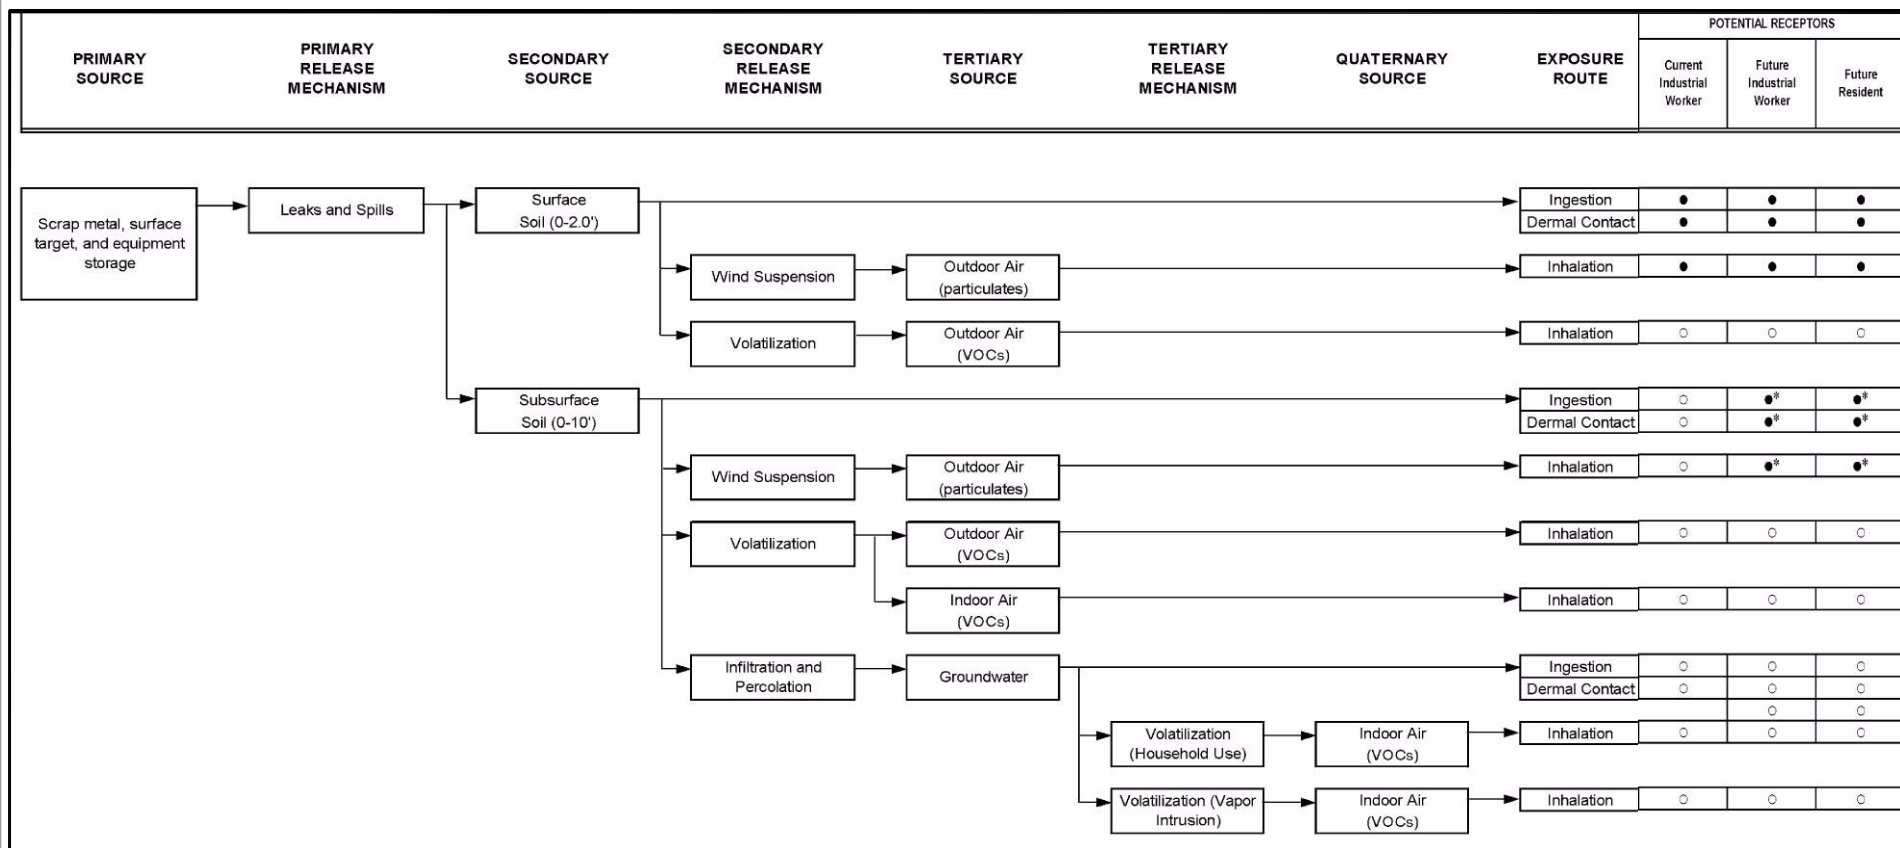 POTENTIAL RECEPTORS
PRIMARY
SOURCE
PRIMARY
RELEASE
MECHANISM
SECONDARY
SOURCE
SECONDARY
RELEASE
MECHANISM
TERTIARY
SOURCE
TERTIARY
RELEASE
MECHANISM
QUATERNARY
SOURCE
EXPOSURE
ROUTE
Current
Industrial
Worker
Future
Industrial
Worker
Future
Resident
Scrap metal, surface
target, and equipment
storage
Leaks and Spills
Surface
Soil (0-2.0')
Ingestion ● ● ●
Dermal Contact ● ● ●
Wind Suspension
Outdoor Air
(particulates)
Inhalation ● ● ●
Volatilization
Outdoor Air
(VOCs)
Inhalation ○ ○ ○
Subsurface
Soil (0-10')
Ingestion ○ ●* ●*
Dermal Contact ○ ●* ●*
Wind Suspension
Outdoor Air
(particulates)
Inhalation ○ ●* ●*
Volatilization
Outdoor Air
(VOCs)
Inhalation ○ ○ ○
Indoor Air
(VOCs)
Inhalation ○ ○ ○
Infiltration and
Percolation
Groundwater
Ingestion ○ ○ ○
Dermal Contact ○ ○ ○
○ ○
Volatilization
(Household Use)
Indoor Air
(VOCs)
Inhalation ○ ○ ○
Volatilization (Vapor
Intrusion)
Indoor Air
(VOCs)
Inhalation ○ ○ ○